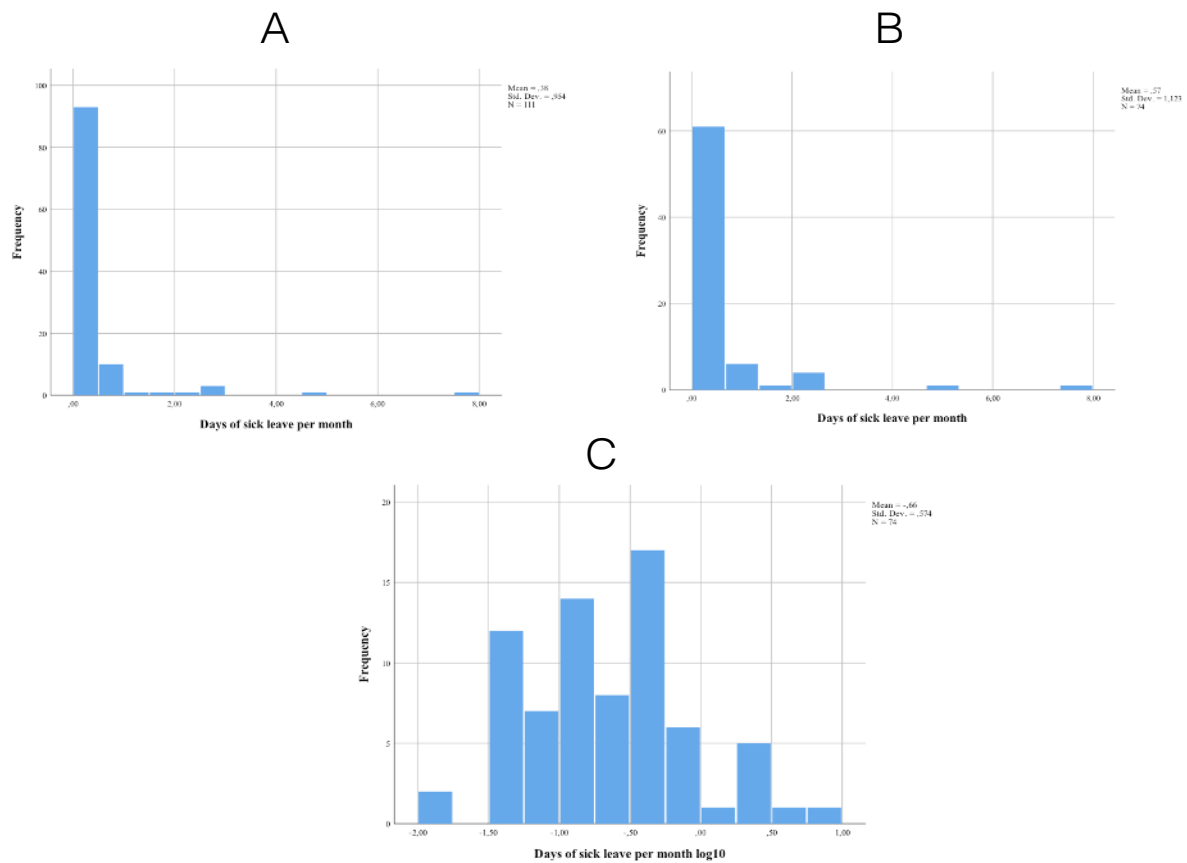 A
B
100
80
60
40
20
0
,00
2,00
4,00
6,00
8,00
Frequency
Days of sick leave per month
Mean = ,38
Std. Dev. = ,954
N = 111
60
40
20
0
,00
2,00
4,00
6,00
8,00
Frequency
Days of sick leave per month
Mean = ,57
Std. Dev. = 1,123
N = 74
C
20
15
10
5
0
-2,00
-1,50
-1,00
-,50
,00
,50
1,00
Frequency
Days of sick leave per month log10
Mean = -,66
Std. Dev. = ,574
N = 74